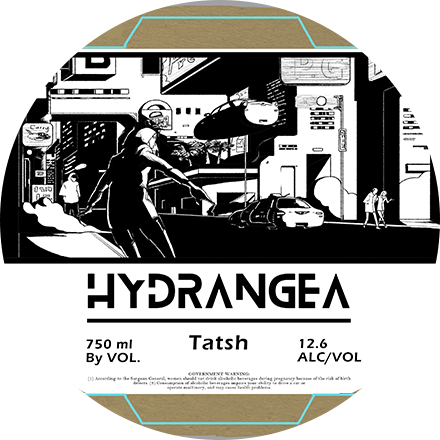 HYDRANGEA
750 ml
By VOL.
Tatsh
12.6
ALC/VOL
GOVERNMENT WARNING:
(1) According to the Surgeon General, women should not drink alcoholic beverages during pregnancy because of the risk of birth
defects. (2) Consumption of alcoholic beverages impairs your ability to drive a car or
operate machinery, and may cause health problems.